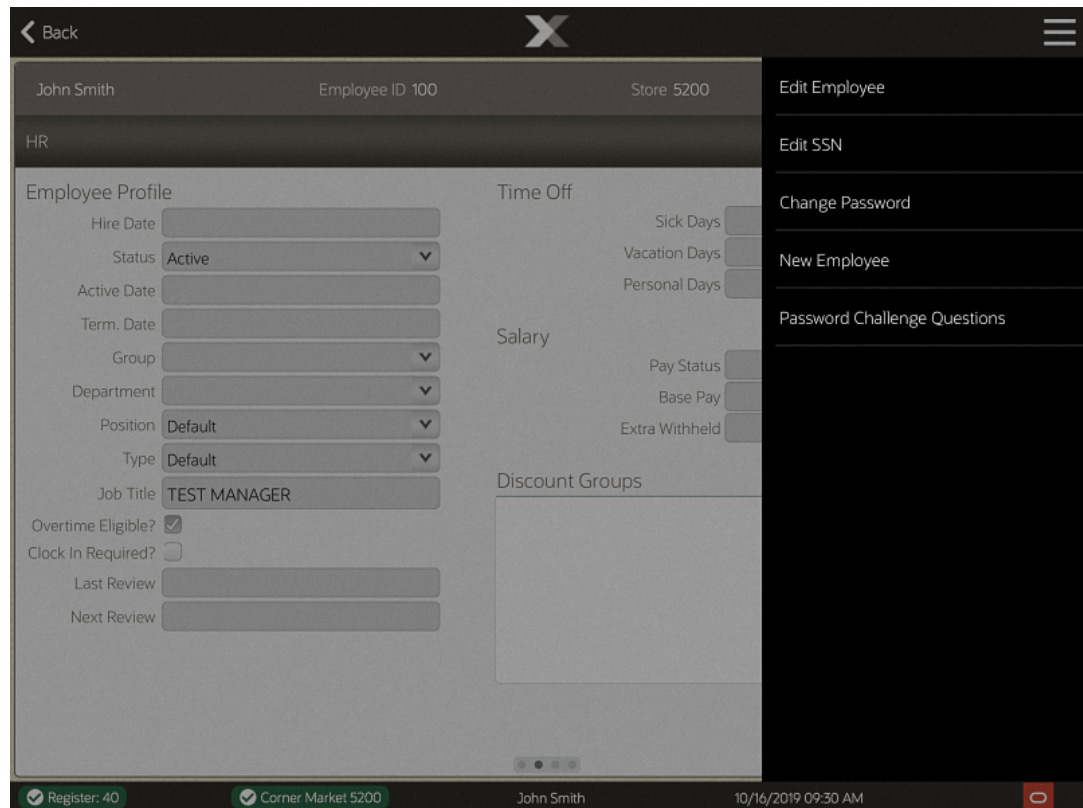 Back
John Smith Employee ID 100 Store 5200
HR
Employee Profile
Hire Date
Status Active
Active Date
Term. Date
Group
Department
Position Default
Type Default
Job Title TEST MANAGER
Overtime Eligible?
Clock In Required?
Last Review
Next Review
Time Off
Sick Days
Vacation Days
Personal Days
Salary
Pay Status
Base Pay
Extra Withheld
Discount Groups
Edit Employee
Edit SSN
Change Password
New Employee
Password Challenge Questions
Register: 40 Corner Market 5200 John Smith 10/16/2019 09:30 AM